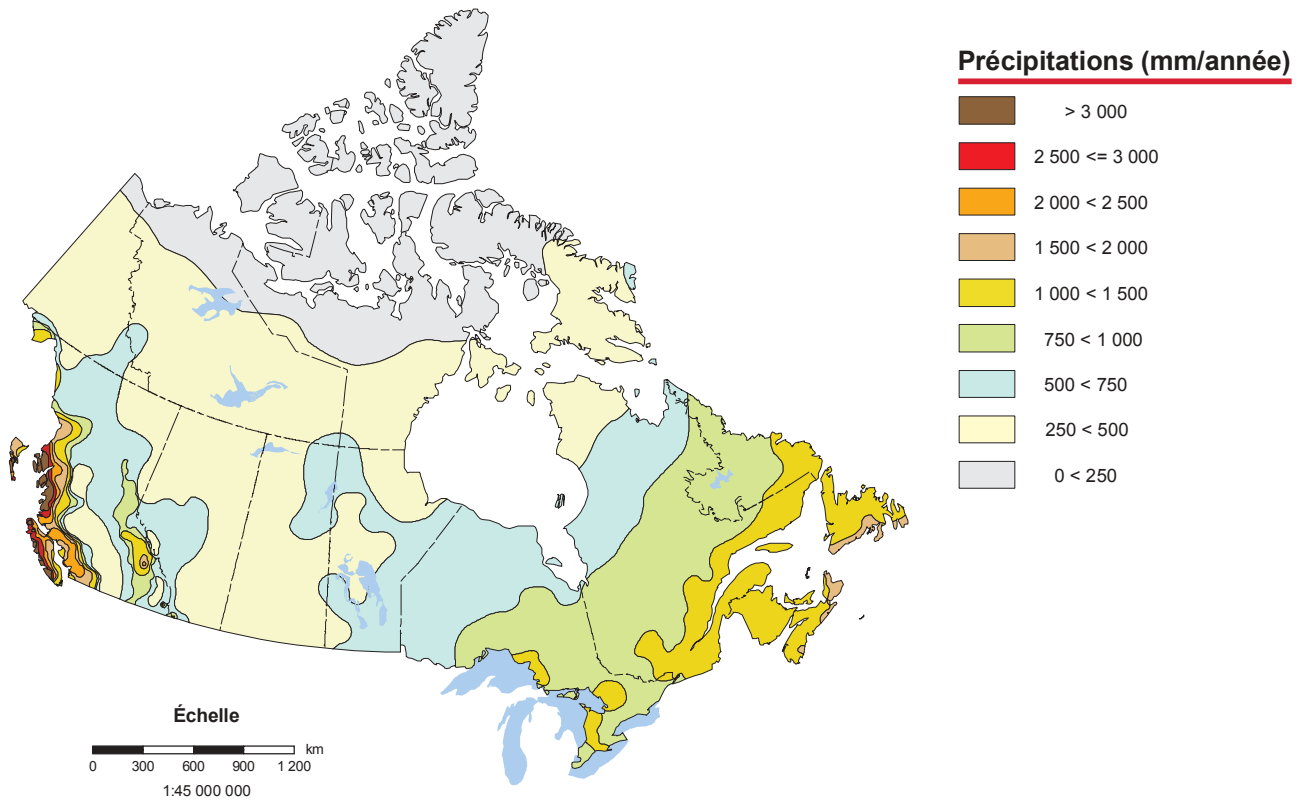 Précipitations (mm/année)
> 3 000
2 500 <= 3 000
2 000 < 2 500
1 500 < 2 000
1 000 < 1 500
750 < 1 000
500 < 750
250 < 500
0 < 250
Échelle
km
0 300 600 900 1 200
1:45 000 000